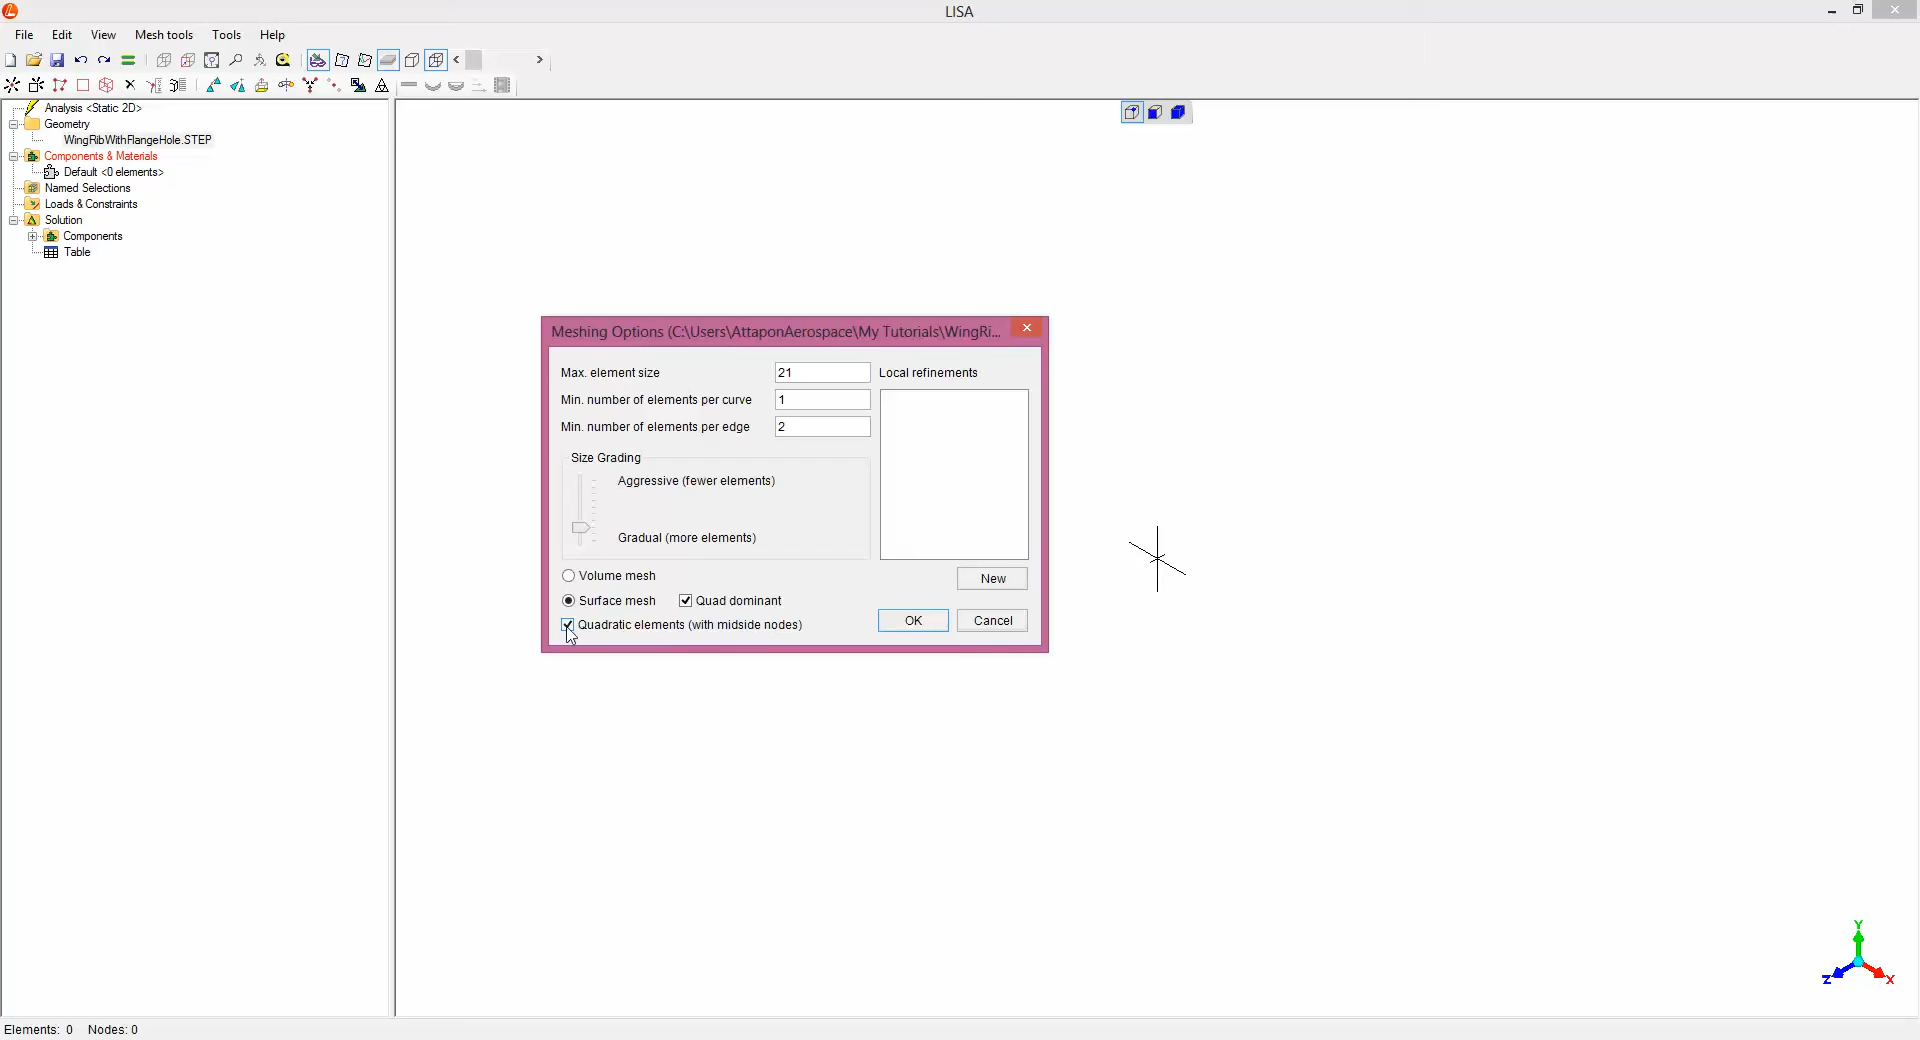 LISA
File Edit View Mesh tools Tools Help
Analysis <Static 2D>
Geometry
WingRibWithFlangeHole.STEP
Components & Materials
Default <0 elements>
Named Selections
Loads & Constraints
Solution
Components
Table
Meshing Options (C:\Users\AttaponAerospace\My Tutorials\WingRi...
Max. element size 21 Local refinements
Min. number of elements per curve 1
Min. number of elements per edge 2
Size Grading
Aggressive (fewer elements)
Gradual (more elements)
Volume mesh New
Surface mesh Quad dominant
Quadratic elements (with midside nodes) OK Cancel
Y
Z X
Elements: 0 Nodes: 0